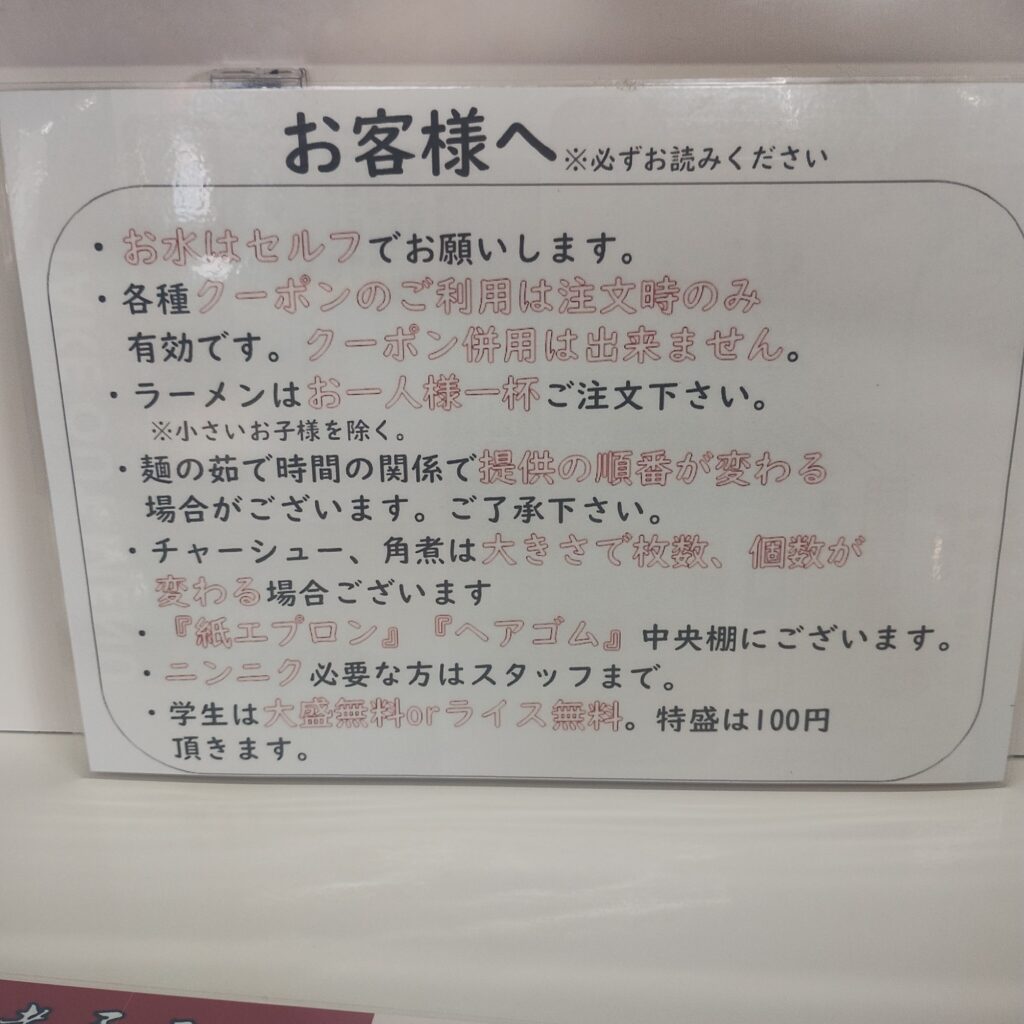 お客様へ※必ずお読みください
・お水はセルフでお願いします。
・各種クーポンのご利用は注文時のみ
有効です。クーポン併用は出来ません。
・ラーメンはお一人様一杯ご注文下さい。
※小さいお子様を除く。
・麺の茹で時間の関係で提供の順番が変わる
場合がございます。ご了承下さい。
・チャーシュー、角煮は大きさで枚数、個数が
変わる場合ございます
・『紙エプロン』『ヘアゴム』中央棚にございます。
・ニンニク必要な方はスタッフまで。
・学生は大盛無料orライス無料。特盛は100円
頂きます。